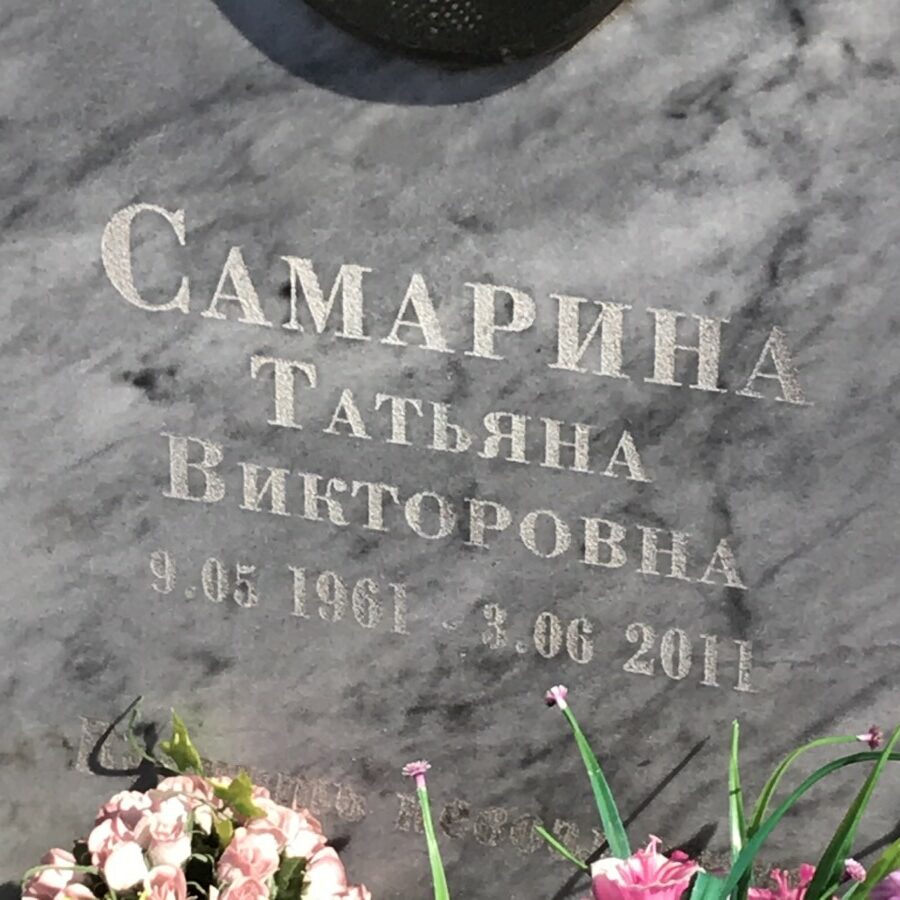 Самарина
Татьяна
Викторовна
9.05 1961 - 3.06 2011